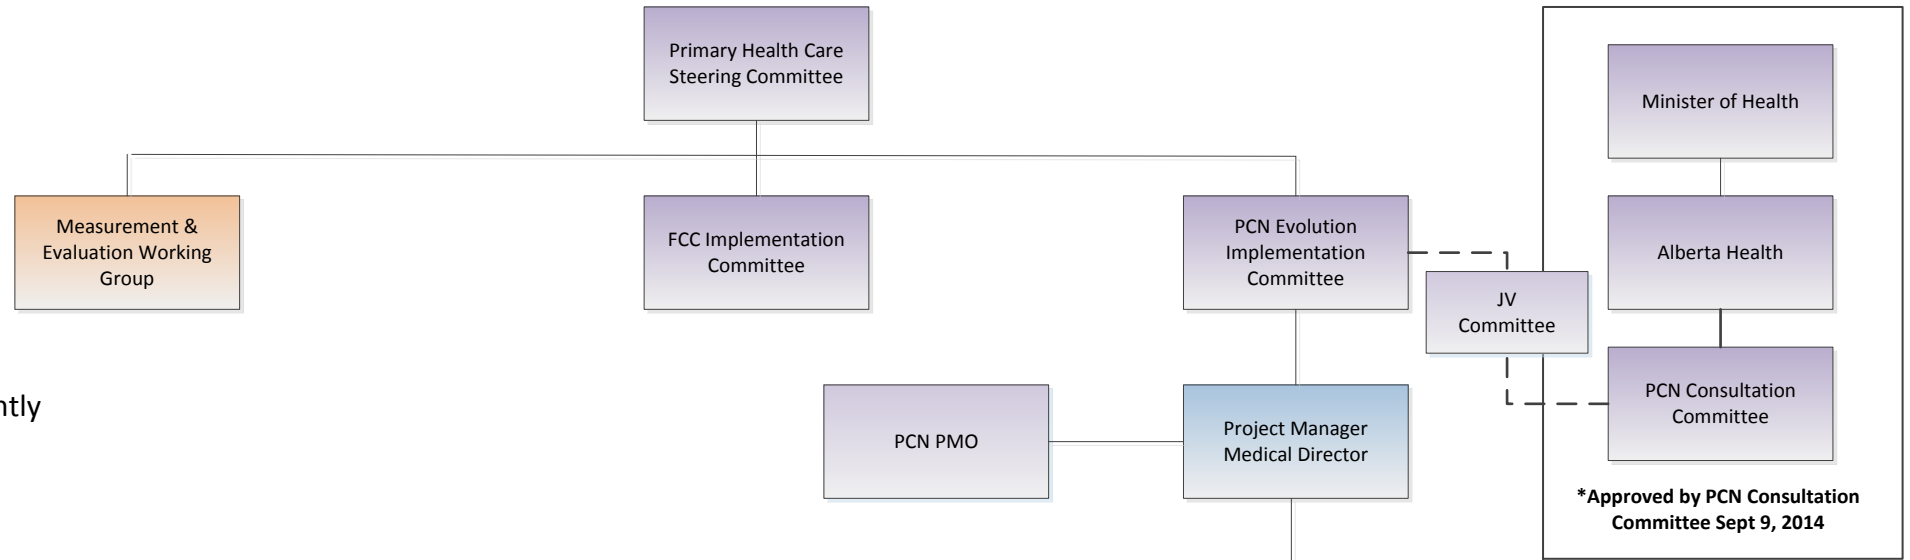 Primary Health Care
Steering Committee
Minister of Health
Measurement &
Evaluation Working
Group
FCC Implementation
Committee
PCN Evolution
Implementation
Committee
Alberta Health
JV
Committee
PCN Consultation
Committee
PCN PMO
Project Manager
Medical Director
*Approved by PCN Consultation
Committee Sept 9, 2014